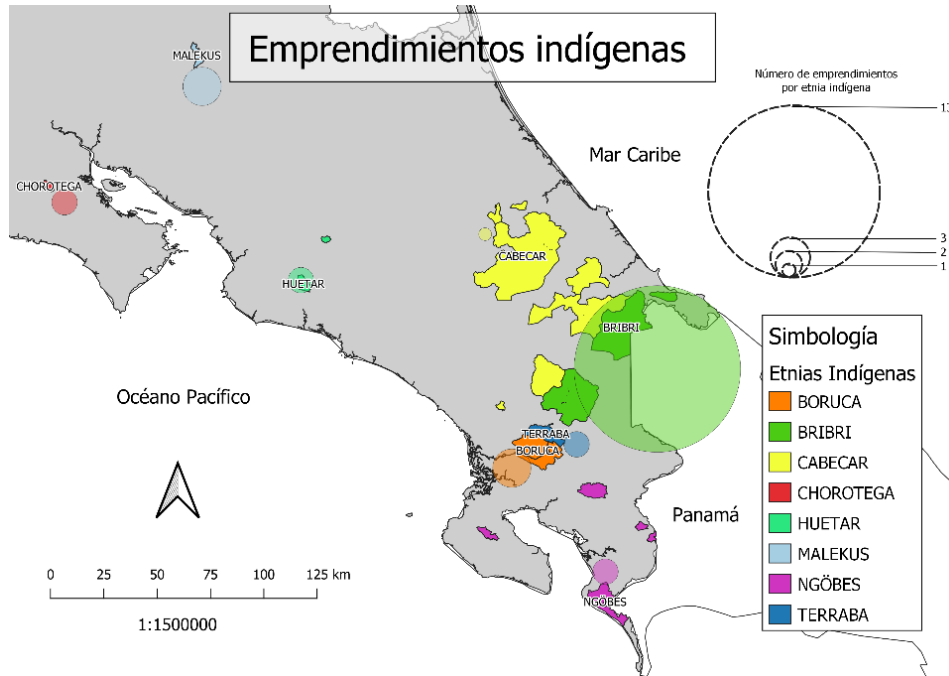 Emprendimientos indígenas
MALEKUS
Número de emprendimientos
por etnia indígena
13
3
2
1
Mar Caribe
CHOROTEGA
HUETAR
CABECAR
BRIBRI
TERRABA
BORUCA
NGÖBES
Océano Pacífico
Panamá
0 25 50 75 100 125 km
1:1500000
Simbología
Etnias Indígenas
BORUCA
BRIBRI
CABECAR
CHOROTEGA
HUETAR
MALEKUS
NGÖBES
TERRABA